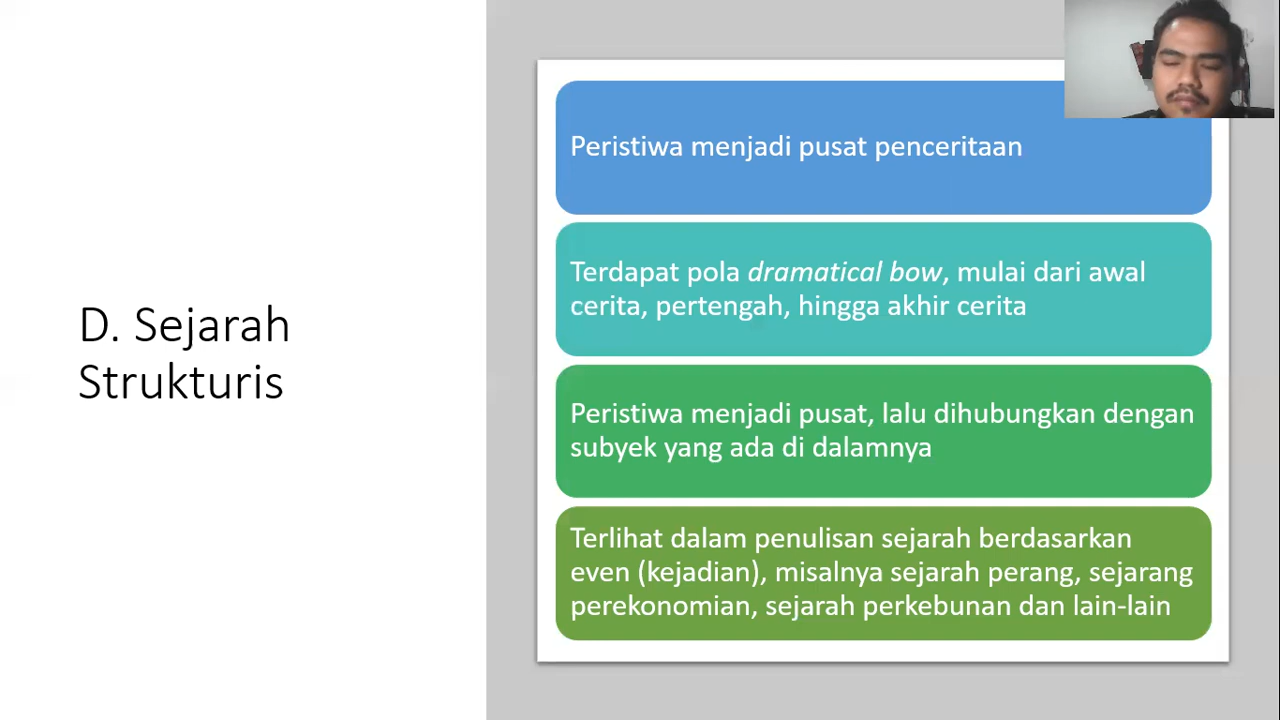 D. Sejarah
Strukturis
Peristiwa menjadi pusat penceritaan
Terdapat pola dramatical bow, mulai dari awal
cerita, pertengah, hingga akhir cerita
Peristiwa menjadi pusat, lalu dihubungkan dengan
subyek yang ada di dalamnya
Terlihat dalam penulisan sejarah berdasarkan
even (kejadian), misalnya sejarah perang, sejarang
perekonomian, sejarah perkebunan dan lain-lain